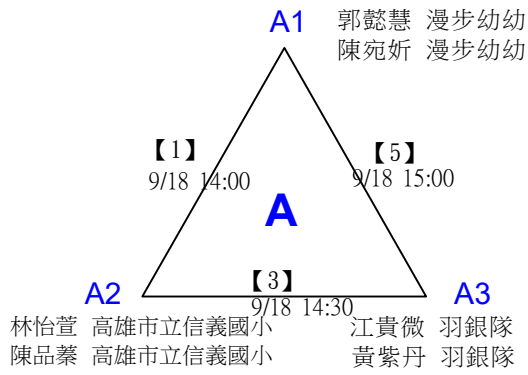 A1
郭懿慧 漫步幼幼
陳宛妡 漫步幼幼
【1】
9/18 14:00
【5】
9/18 15:00
A
【3】
9/18 14:30
A2
林怡萱 高雄市立信義國小
陳品蓁 高雄市立信義國小
A3
江貴微 羽銀隊
黃紫丹 羽銀隊